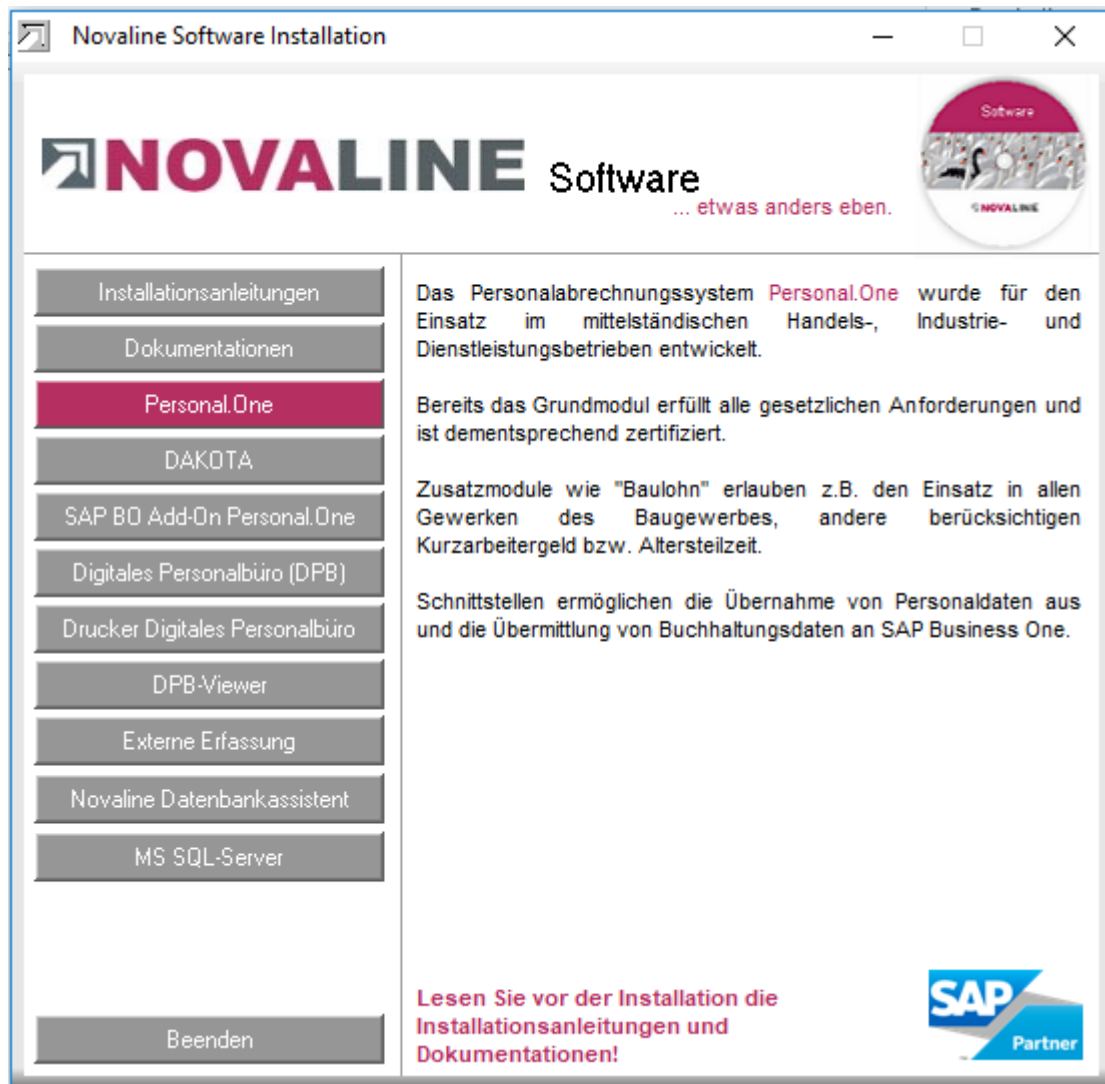 Novaline Software Installation
NOVALINE Software
... etwas anders eben.
Software
NOVALINE
Installationsanleitungen
Dokumentationen
Personal.One
DAKOTA
SAP BO Add-On Personal.One
Digitales Personalbüro (DPB)
Drucker Digitales Personalbüro
DPB-Viewer
Externe Erfassung
Novaline Datenbankassistent
MS SQL-Server
Beenden
Das Personalabrechnungssystem Personal.One wurde für den
Einsatz im mittelständischen Handels-, Industrie- und
Dienstleistungsbetrieben entwickelt.
Bereits das Grundmodul erfüllt alle gesetzlichen Anforderungen und
ist dementsprechend zertifiziert.
Zusatzmodule wie "Baulohn" erlauben z.B. den Einsatz in allen
Gewerken des Baugewerbes, andere berücksichtigen
Kurzarbeitergeld bzw. Altersteilzeit.
Schnittstellen ermöglichen die Übernahme von Personaldaten aus
und die Übermittlung von Buchhaltungsdaten an SAP Business One.
Lesen Sie vor der Installation die
Installationsanleitungen und
Dokumentationen!
SAP
Partner